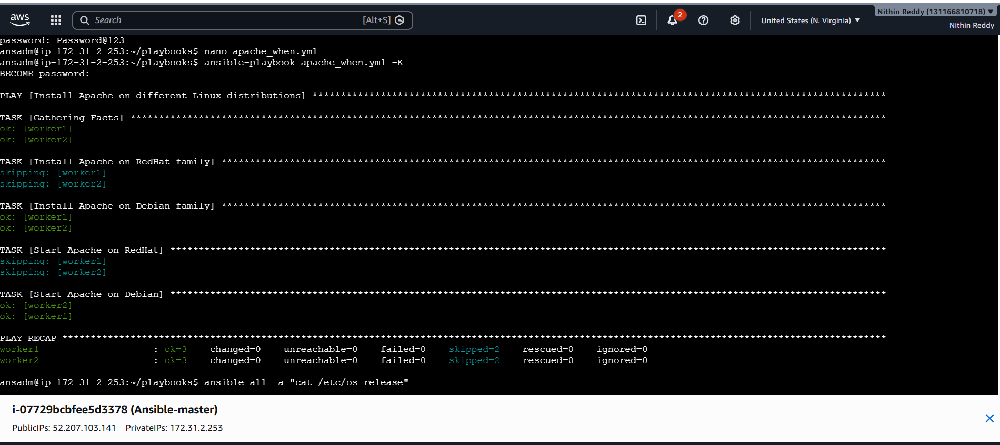 aws
Search [Alt+S]
2
United States (N. Virginia) ▼
Nithin Reddy (131166810718) ▼
Nithin Reddy
password: Password@123
ansadm@ip-172-31-2-253:~/playbooks$ nano apache_when.yml
ansadm@ip-172-31-2-253:~/playbooks$ ansible-playbook apache_when.yml -K
BECOME password:
PLAY [Install Apache on different Linux distributions] *****************************************************************************************************
TASK [Gathering Facts] *************************************************************************************************************************************
ok: [worker1]
ok: [worker2]
TASK [Install Apache on RedHat family] *********************************************************************************************************************
skipping: [worker1]
skipping: [worker2]
TASK [Install Apache on Debian family] *********************************************************************************************************************
ok: [worker1]
ok: [worker2]
TASK [Start Apache on RedHat] ******************************************************************************************************************************
skipping: [worker1]
skipping: [worker2]
TASK [Start Apache on Debian] ******************************************************************************************************************************
ok: [worker2]
ok: [worker1]
PLAY RECAP *************************************************************************************************************************************************
worker1 : ok=3 changed=0 unreachable=0 failed=0 skipped=2 rescued=0 ignored=0
worker2 : ok=3 changed=0 unreachable=0 failed=0 skipped=2 rescued=0 ignored=0
ansadm@ip-172-31-2-253:~/playbooks$ ansible all -a "cat /etc/os-release"
i-07729bcbfee5d3378 (Ansible-master)
PublicIPs: 52.207.103.141 PrivateIPs: 172.31.2.253